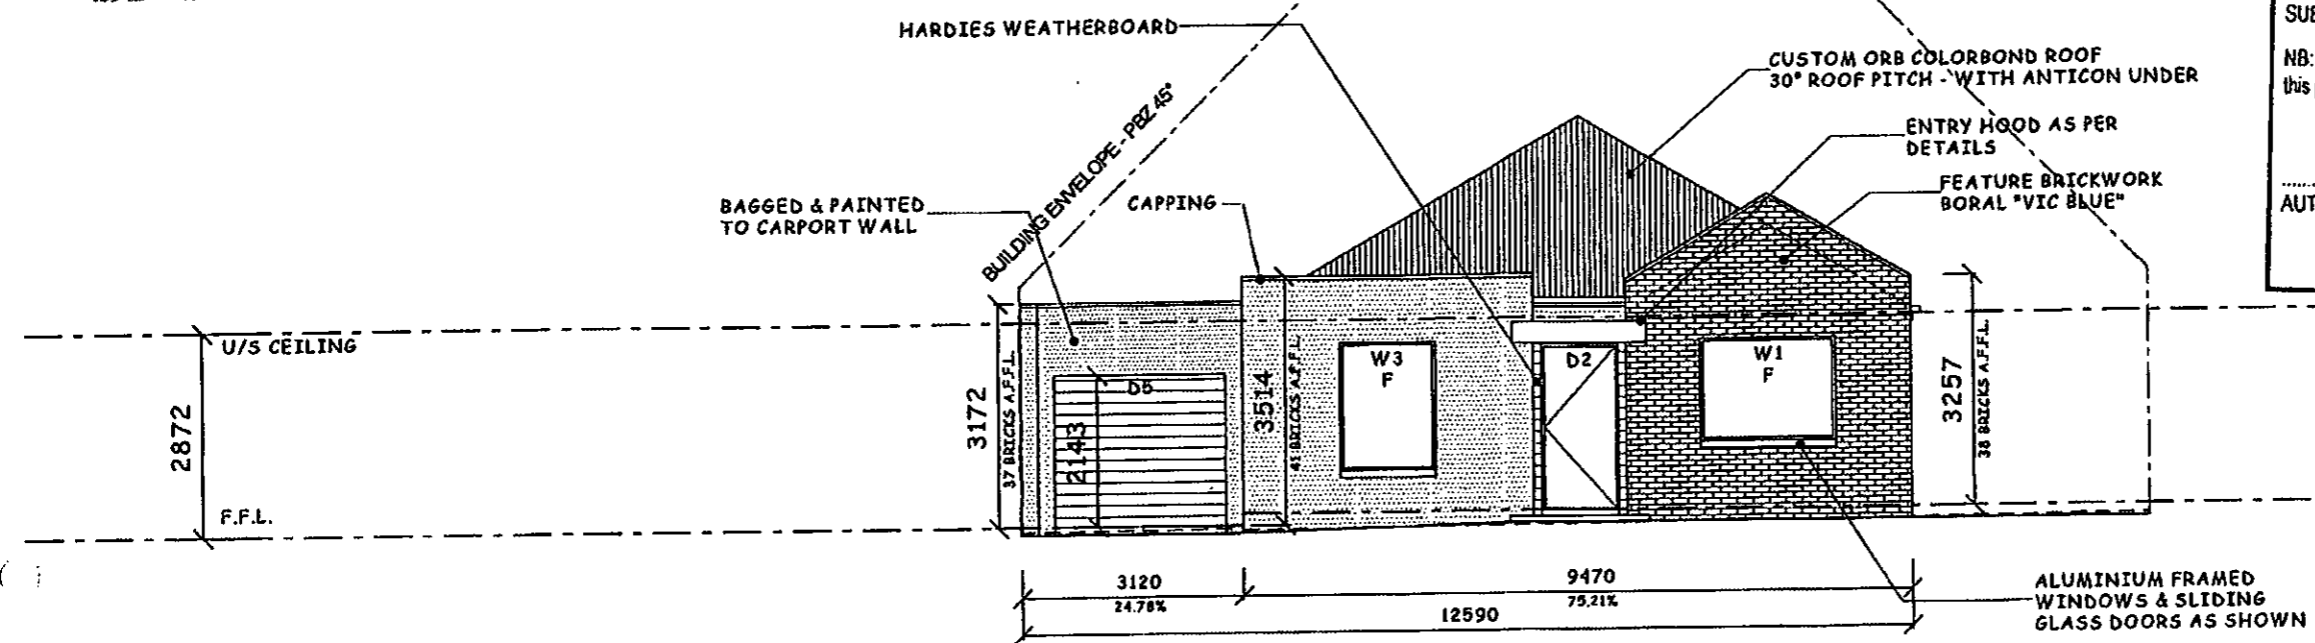 HARDIES WEATHERBOARD
SUB
NB:
this
AUT
CUSTOM ORB COLORBOND ROOF
30° ROOF PITCH - WITH ANTICON UNDER
ENTRY HOOD AS PER
DETAILS
FEATURE BRICKWORK
BORAL "VIC BLUE"
BUILDING ENVELOPE - PBZ 45°
BAGGED & PAINTED
TO CARPORT WALL
CAPPING
U/S CEILING
F.F.L.
2872
3172
37 BRICKS A.F.F.L.
D5
2143
3514
41 BRICKS A.F.F.L.
W3
F
D2
W1
F
3257
38 BRICKS A.F.F.L.
3120
24.78%
9470
75.21%
12590
ALUMINIUM FRAMED
WINDOWS & SLIDING
GLASS DOORS AS SHOWN